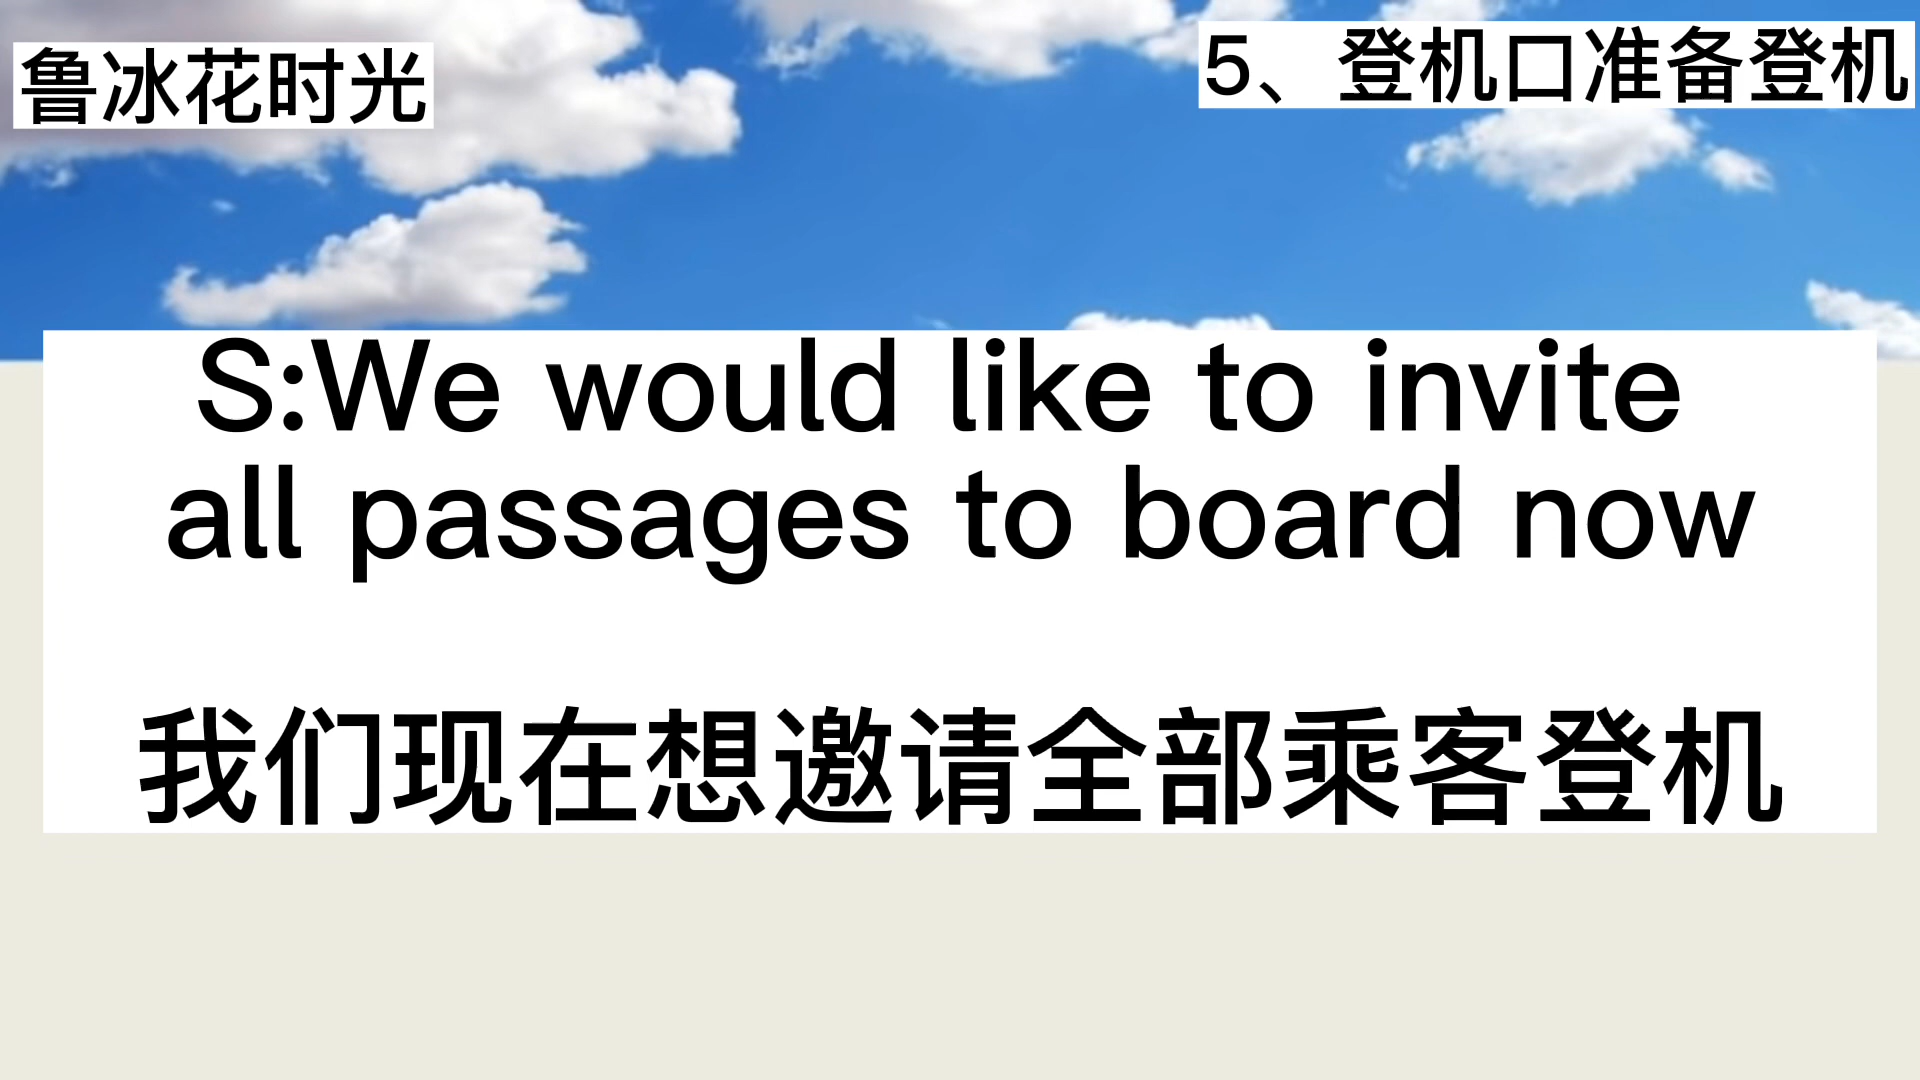 鲁冰花时光
5、登机口准备登机
S:We would like to invite
all passages to board now
我们现在想邀请全部乘客登机